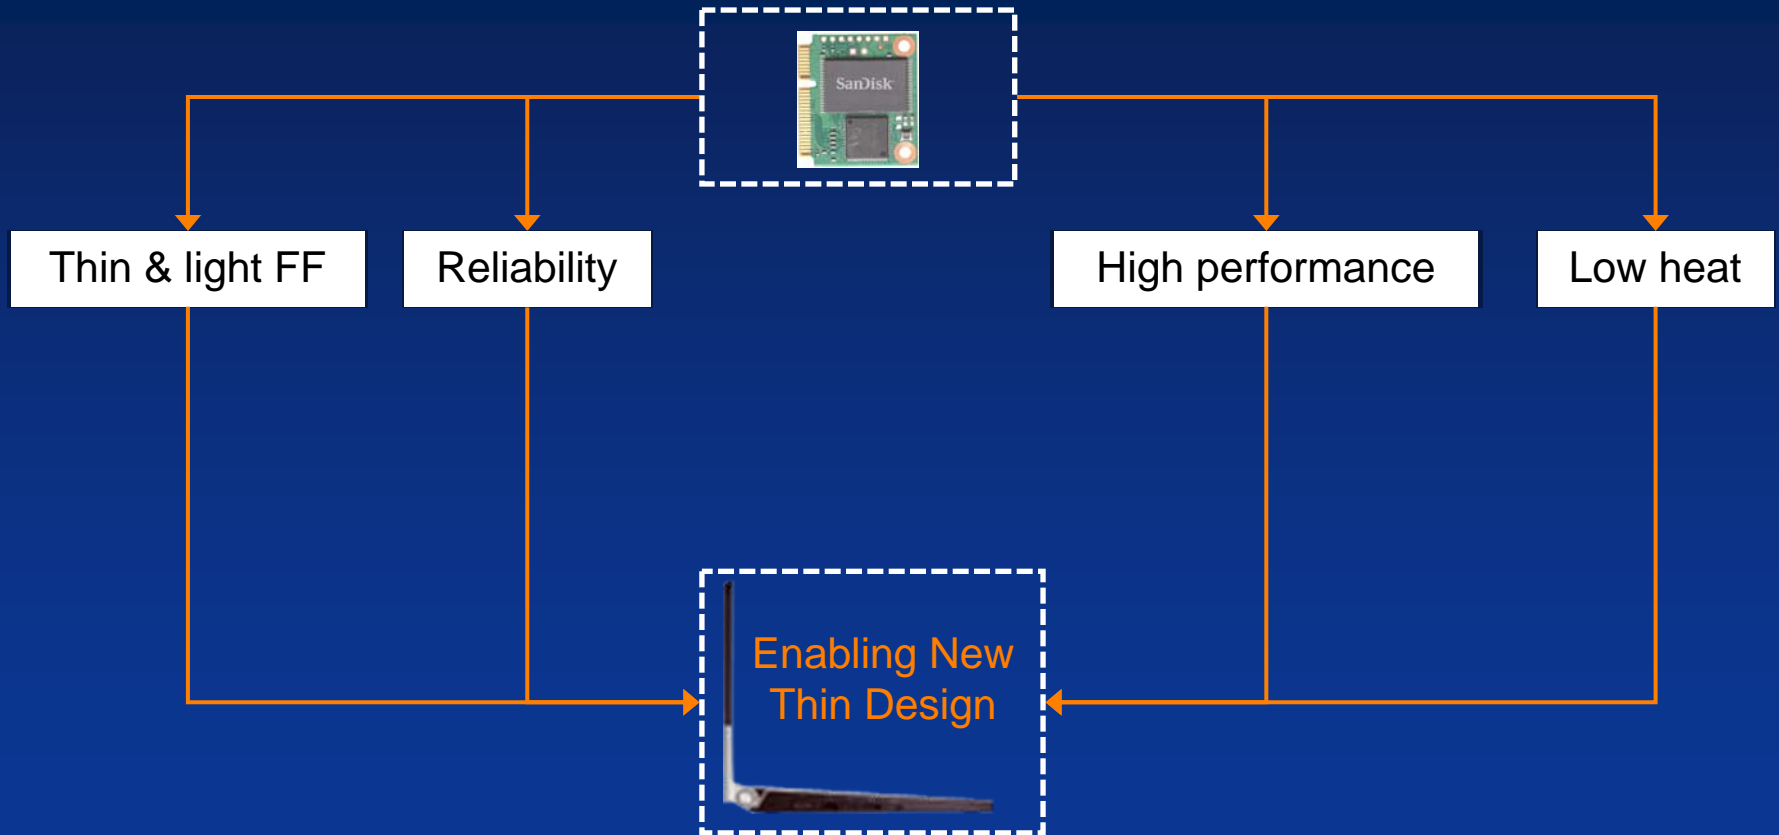 SanDisk
Thin & light FF
Reliability
High performance
Low heat
Enabling New
Thin Design